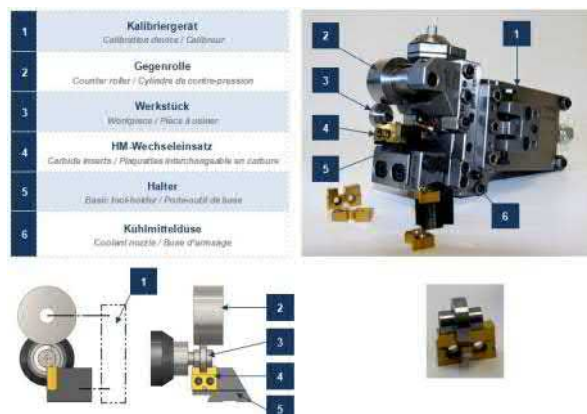 1
Kalibriergerät
Calibration device / Calibreur
2
Gegenrolle
Counter roller / Cylindre de contre-pression
3
Werkstück
Workpiece / Pièce à usiner
4
HM-Wechseleinsatz
Carbide inserts / Plaquettes interchangeable en carbure
5
Halter
Basic tool-holder / Porte-outil de base
6
Kühlmitteldüse
Coolant nozzle / Buse d'arrosage
1
2
3
4
5
6
1
2
3
4
5